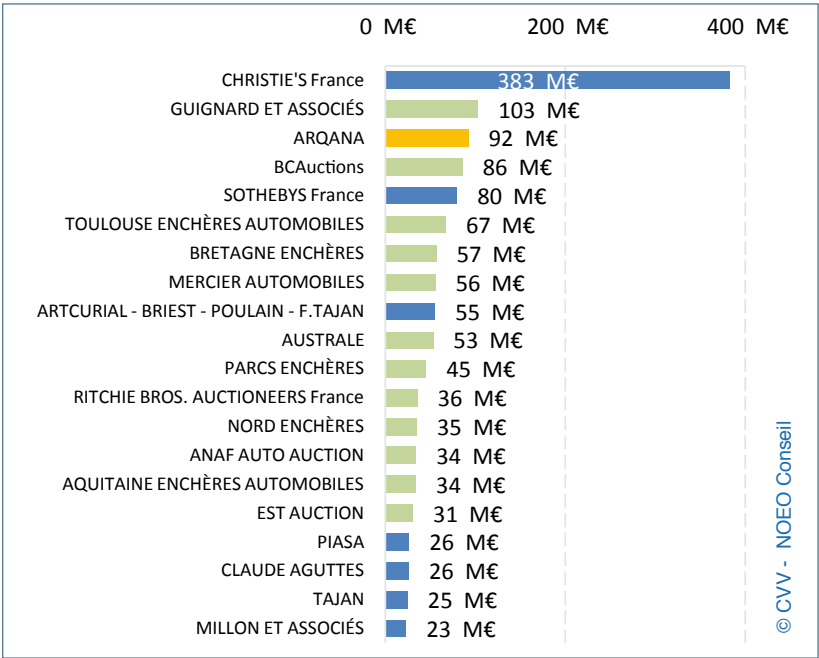 0 M€ 200 M€ 400 M€
CHRISTIE'S France 383 M€
GUIGNARD ET ASSOCIÉS 103 M€
ARQANA 92 M€
BCAuctions 86 M€
SOTHEBYS France 80 M€
TOULOUSE ENCHÈRES AUTOMOBILES 67 M€
BRETAGNE ENCHÈRES 57 M€
MERCIER AUTOMOBILES 56 M€
ARTCURIAL - BRIEST - POULAIN - F.TAJAN 55 M€
AUSTRALE 53 M€
PARCS ENCHÈRES 45 M€
RITCHIE BROS. AUCTIONEERS France 36 M€
NORD ENCHÈRES 35 M€
ANAF AUTO AUCTION 34 M€
AQUITAINE ENCHÈRES AUTOMOBILES 34 M€
EST AUCTION 31 M€
PIASA 26 M€
CLAUDE AGUTTES 26 M€
TAJAN 25 M€
MILLON ET ASSOCIÉS 23 M€
© CVV - NOEO Conseil